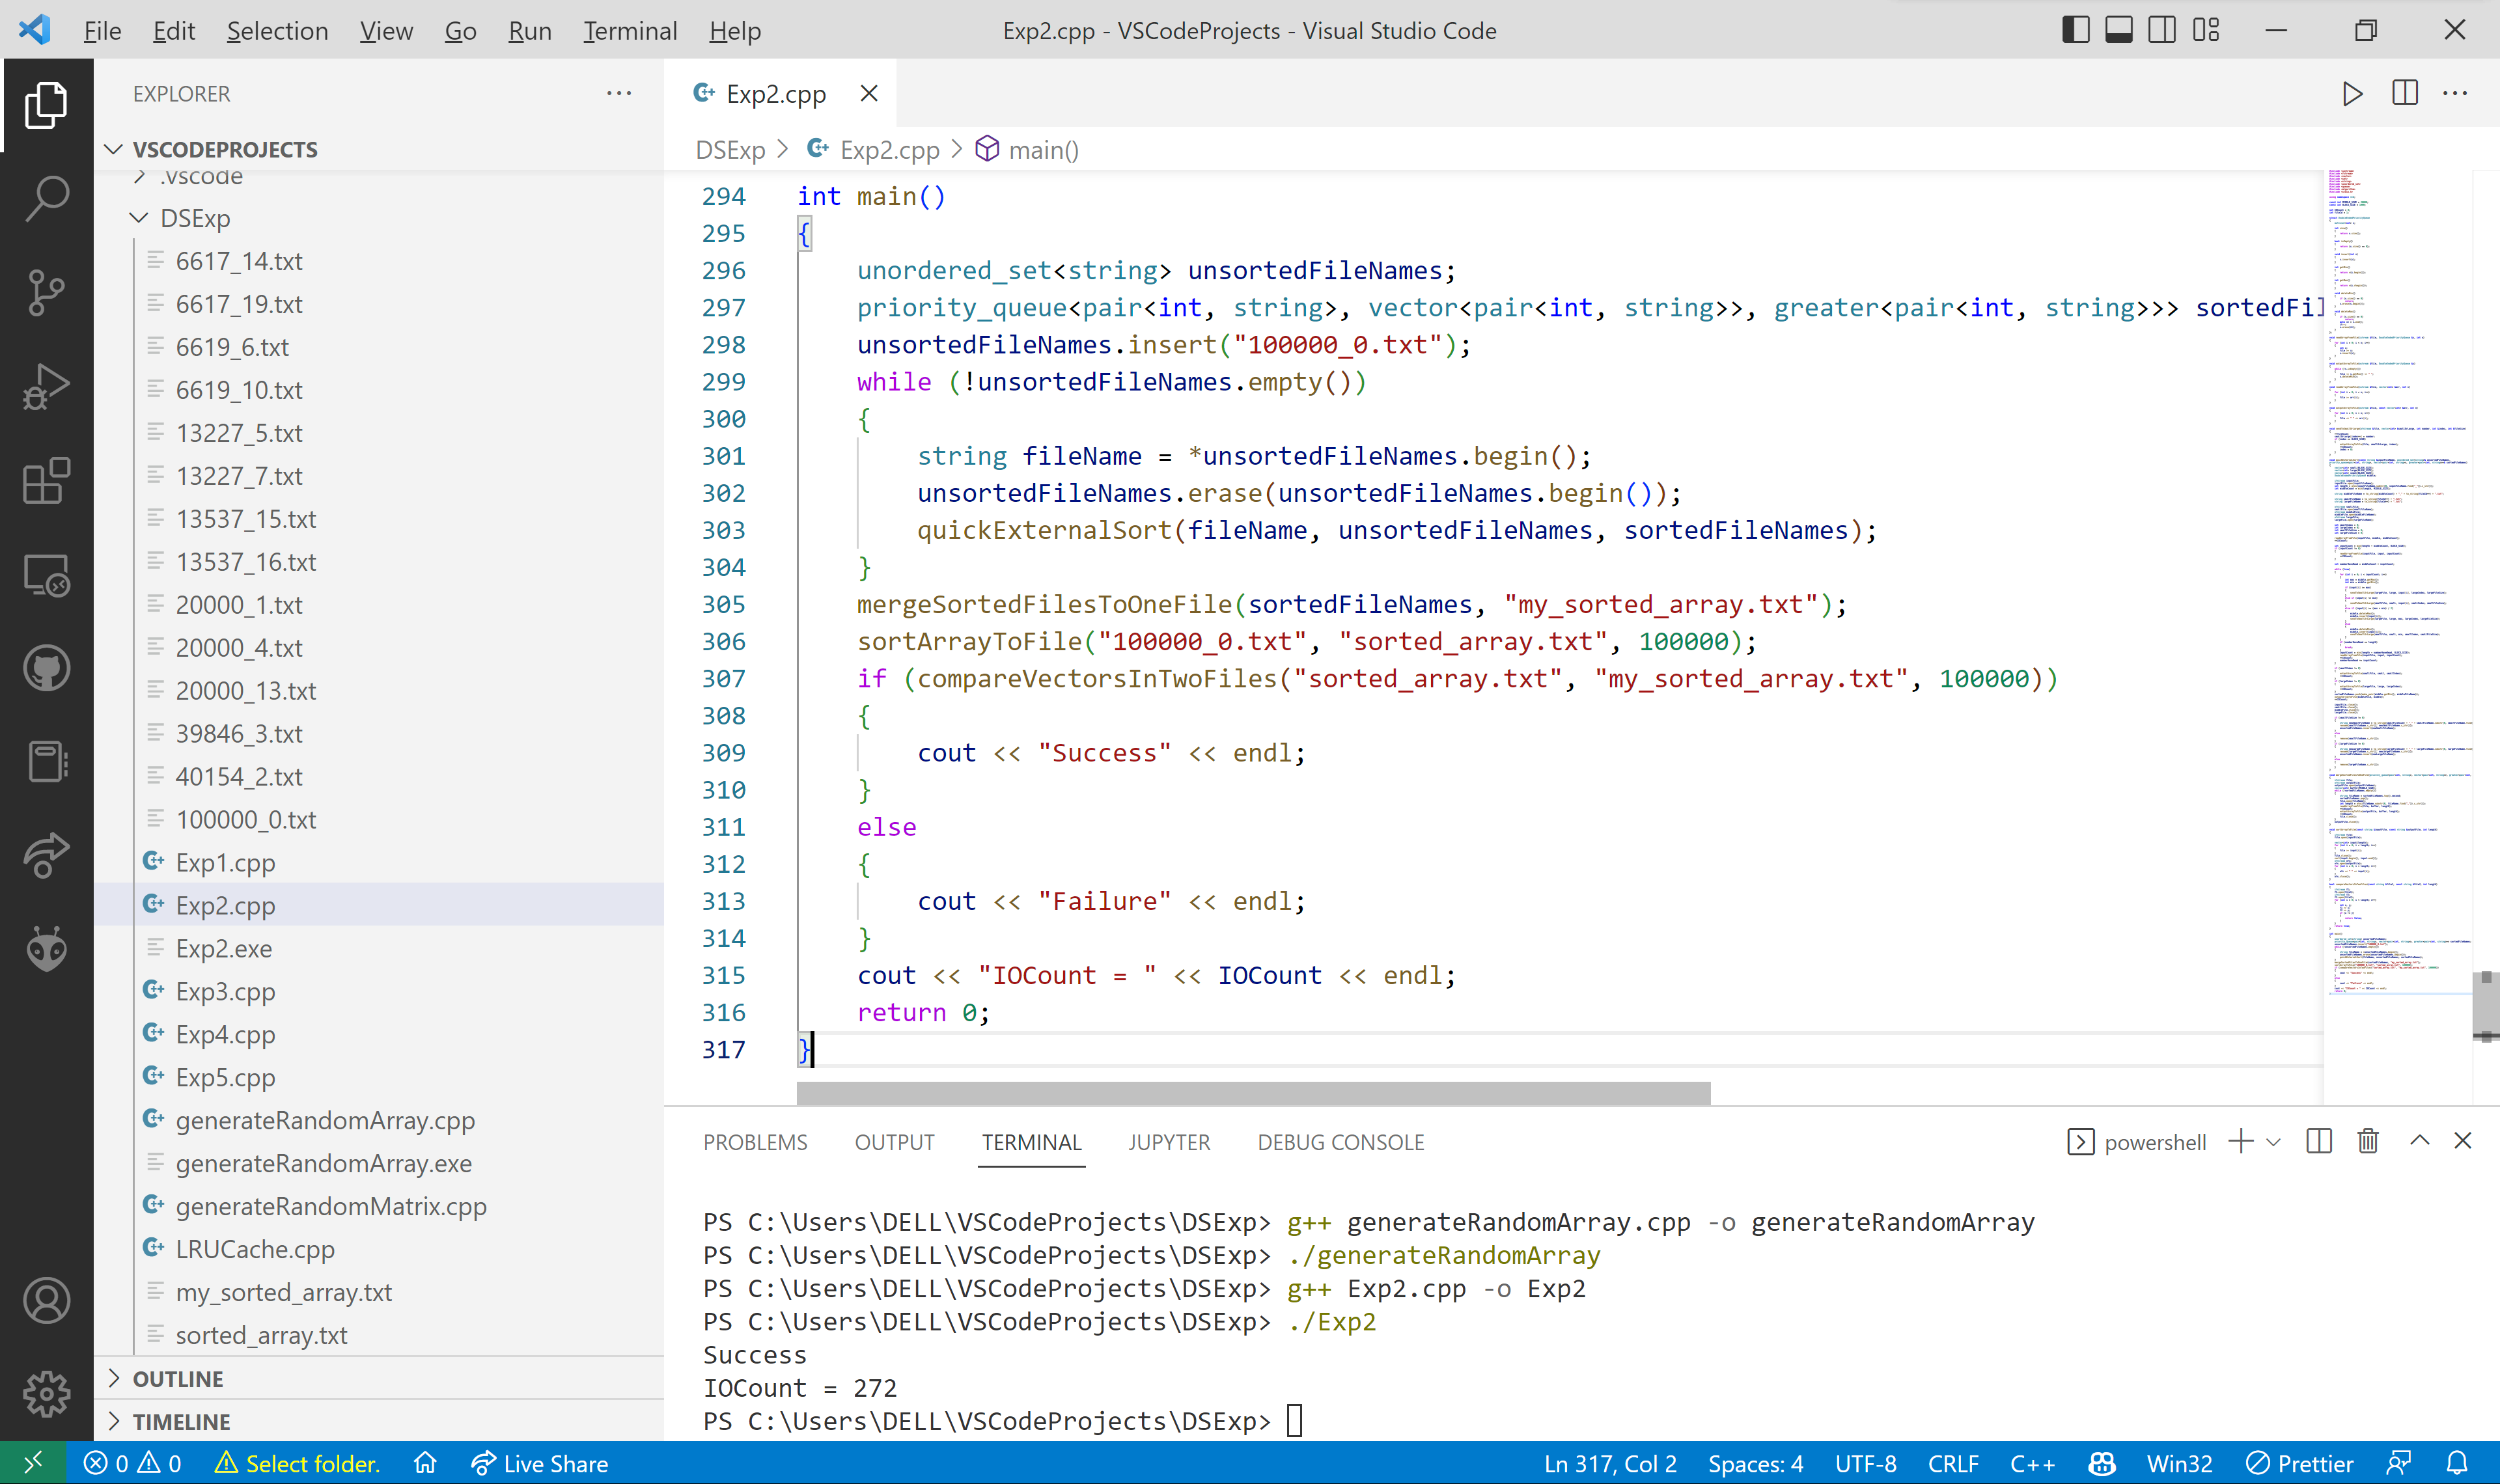 File Edit Selection View Go Run Terminal Help
Exp2.cpp - VSCodeProjects - Visual Studio Code
EXPLORER
VSCODEPROJECTS
.vscode
DSExp
6617_14.txt
6617_19.txt
6619_6.txt
6619_10.txt
13227_5.txt
13227_7.txt
13537_15.txt
13537_16.txt
20000_1.txt
20000_4.txt
20000_13.txt
39846_3.txt
40154_2.txt
100000_0.txt
Exp1.cpp
Exp2.cpp
Exp2.exe
Exp3.cpp
Exp4.cpp
Exp5.cpp
generateRandomArray.cpp
generateRandomArray.exe
generateRandomMatrix.cpp
LRUCache.cpp
my_sorted_array.txt
sorted_array.txt
OUTLINE
TIMELINE
Exp2.cpp
DSExp > Exp2.cpp > main()
294 int main()
295 {
296     unordered_set<string> unsortedFileNames;
297     priority_queue<pair<int, string>, vector<pair<int, string>>, greater<pair<int, string>>> sortedFil
298     unsortedFileNames.insert("100000_0.txt");
299     while (!unsortedFileNames.empty())
300     {
301         string fileName = *unsortedFileNames.begin();
302         unsortedFileNames.erase(unsortedFileNames.begin());
303         quickExternalSort(fileName, unsortedFileNames, sortedFileNames);
304     }
305     mergeSortedFilesToOneFile(sortedFileNames, "my_sorted_array.txt");
306     sortArrayToFile("100000_0.txt", "sorted_array.txt", 100000);
307     if (compareVectorsInTwoFiles("sorted_array.txt", "my_sorted_array.txt", 100000))
308     {
309         cout << "Success" << endl;
310     }
311     else
312     {
313         cout << "Failure" << endl;
314     }
315     cout << "IOCount = " << IOCount << endl;
316     return 0;
317 }
PROBLEMS OUTPUT TERMINAL JUPYTER DEBUG CONSOLE
powershell
PS C:\Users\DELL\VSCodeProjects\DSExp> g++ generateRandomArray.cpp -o generateRandomArray
PS C:\Users\DELL\VSCodeProjects\DSExp> ./generateRandomArray
PS C:\Users\DELL\VSCodeProjects\DSExp> g++ Exp2.cpp -o Exp2
PS C:\Users\DELL\VSCodeProjects\DSExp> ./Exp2
Success
IOCount = 272
PS C:\Users\DELL\VSCodeProjects\DSExp>
0 0 Select folder. Live Share
Ln 317, Col 2 Spaces: 4 UTF-8 CRLF C++ Win32 Prettier